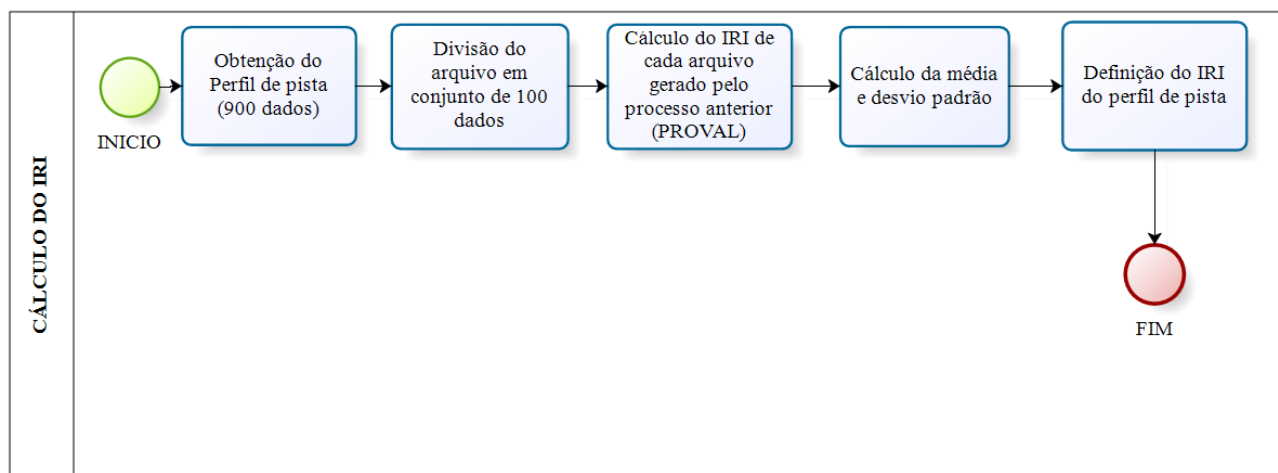 CÁLCULO DO IRI
INICIO
Obtenção do
Perfil de pista
(900 dados)
Divisão do
arquivo em
conjunto de 100
dados
Cálculo do IRI de
cada arquivo
gerado pelo
processo anterior
(PROVAL)
Cálculo da média
e desvio padrão
Definição do IRI
do perfil de pista
FIM